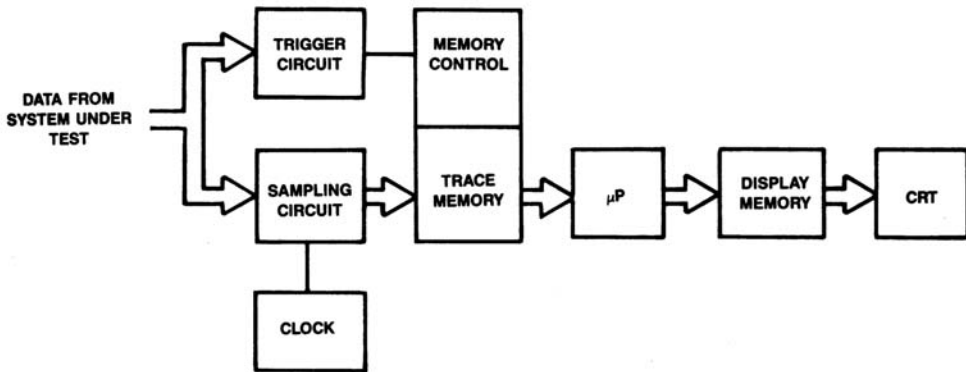 TRIGGER
CIRCUIT
MEMORY
CONTROL
DATA FROM
SYSTEM UNDER
TEST
SAMPLING
CIRCUIT
TRACE
MEMORY
μP
DISPLAY
MEMORY
CRT
CLOCK